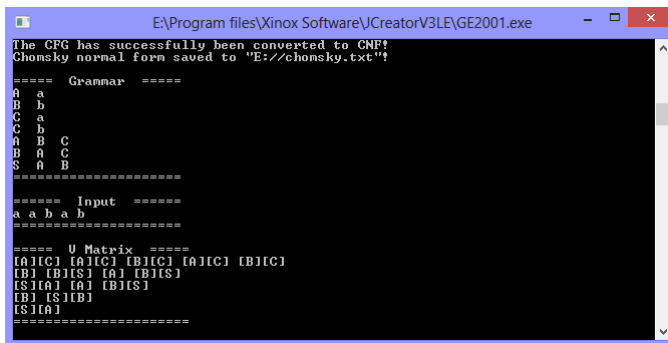 E:\Program files\Xinox Software\JCreatorV3LE\GE2001.exe
The CFG has successfully been converted to CNF!
Chomsky normal form saved to "E://chomsky.txt"!
===== Grammar =====
A a
B b
C a
C b
A B C
B A C
S A B
=====================
====== Input ======
a a b a b
=====================
===== V Matrix =====
[A][C] [A][C] [B][C] [A][C] [B][C]
[B] [B][S] [A] [B][S]
[S][A] [A] [B][S]
[B] [S][B]
[S][A]
======================